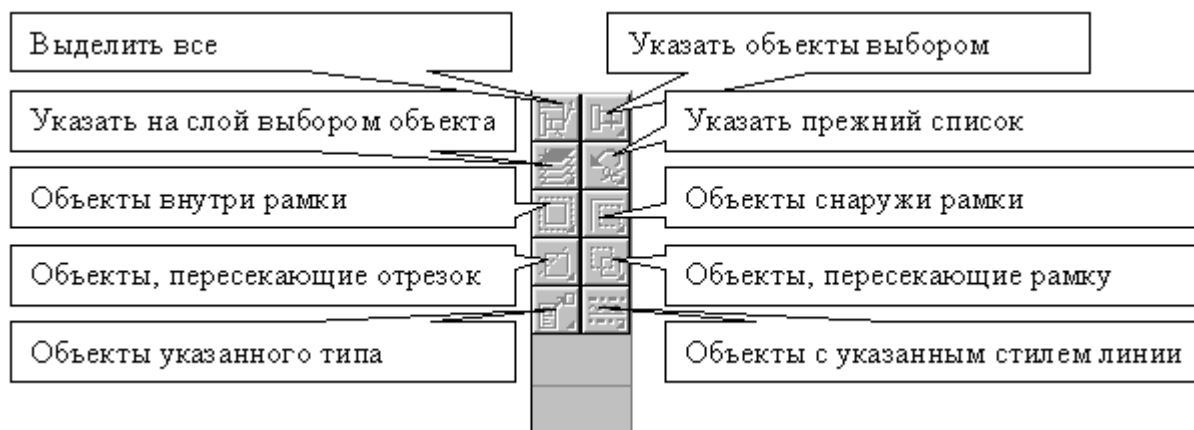 Выделить все
Указать объекты выбором
Указать на слой выбором объекта
Указать прежний список
Объекты внутри рамки
Объекты снаружи рамки
Объекты, пересекающие отрезок
Объекты, пересекающие рамку
Объекты указанного типа
Объекты с указанным стилем линии